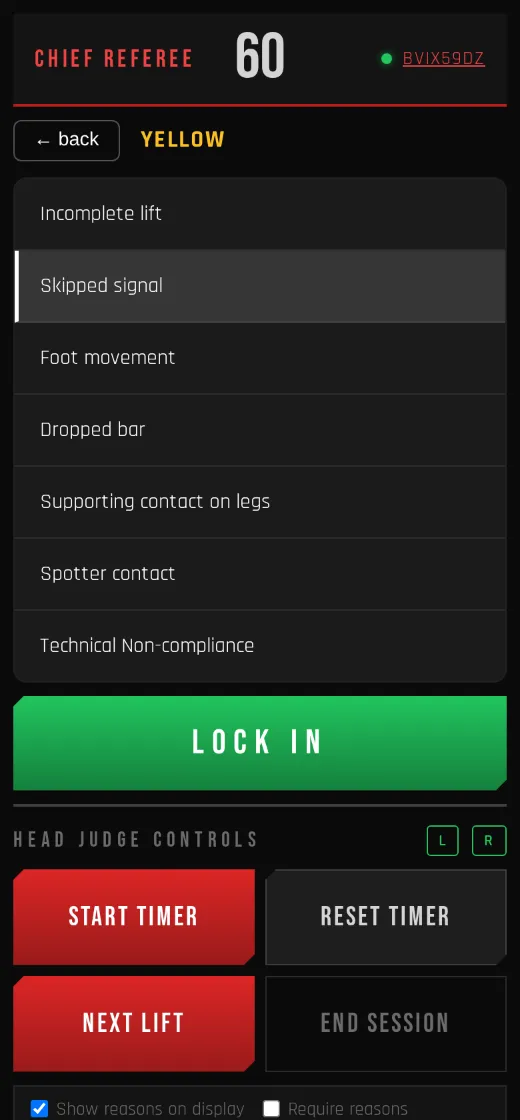 CHIEF REFEREE 60 BVIX59DZ
← back YELLOW
Incomplete lift
Skipped signal
Foot movement
Dropped bar
Supporting contact on legs
Spotter contact
Technical Non-compliance
LOCK IN
HEAD JUDGE CONTROLS L R
START TIMER RESET TIMER
NEXT LIFT END SESSION
Show reasons on display Require reasons